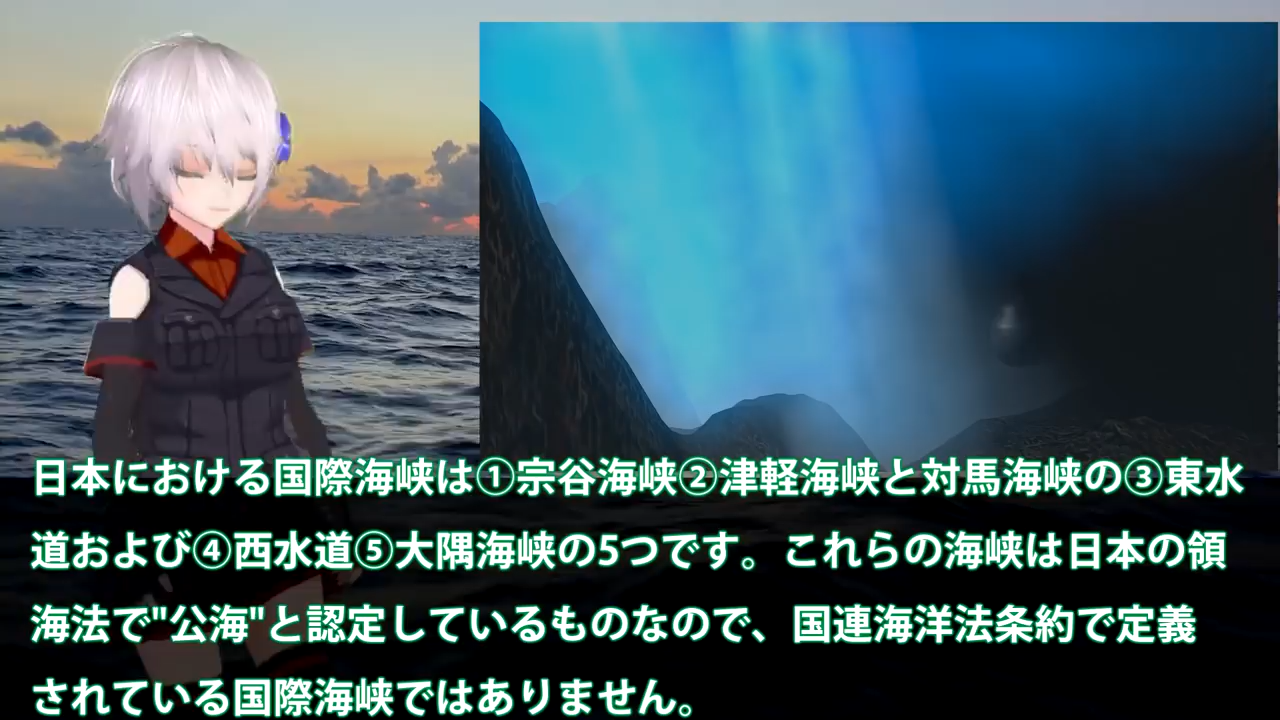 日本における国際海峡は①宗谷海峡②津軽海峡と対馬海峡の③東水
道および④西水道⑤大隅海峡の5つです。これらの海峡は日本の領
海法で"公海"と認定しているものなので、国連海洋法条約で定義
されている国際海峡ではありません。